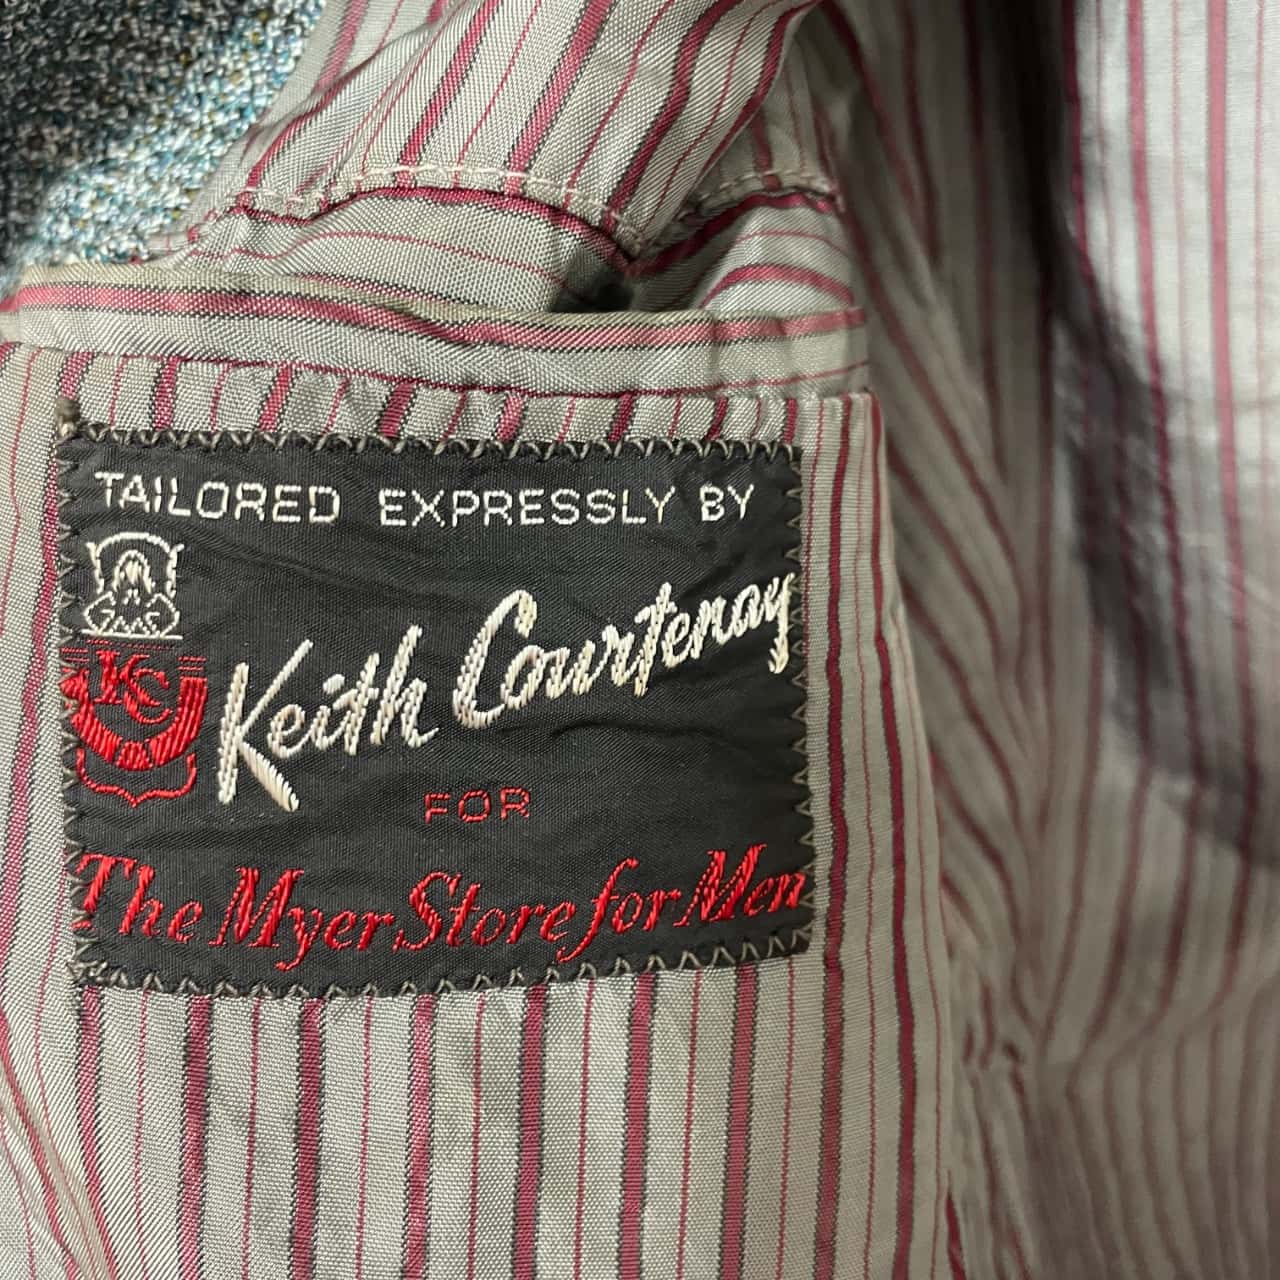 TAILORED EXPRESSLY BY
KC
Keith Courtenay
FOR
The Myer Store for Men